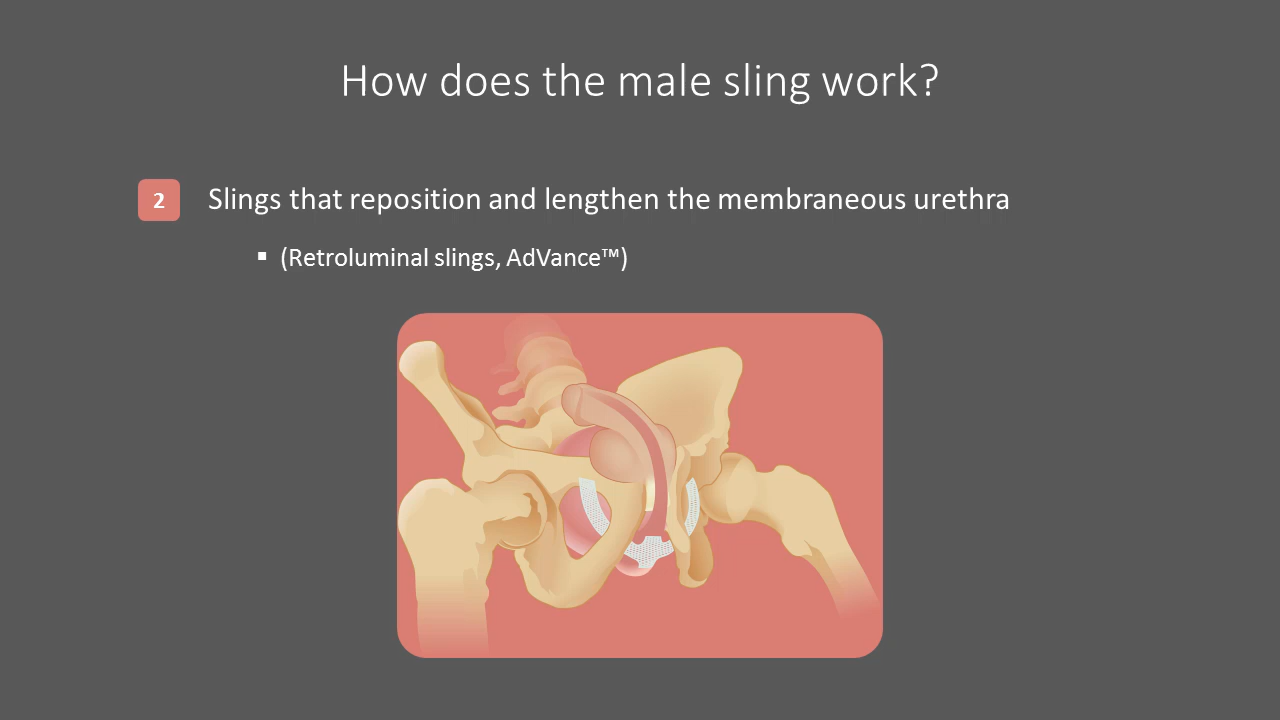 How does the male sling work?
2 Slings that reposition and lengthen the membraneous urethra
▪ (Retroluminal slings, AdVance™)